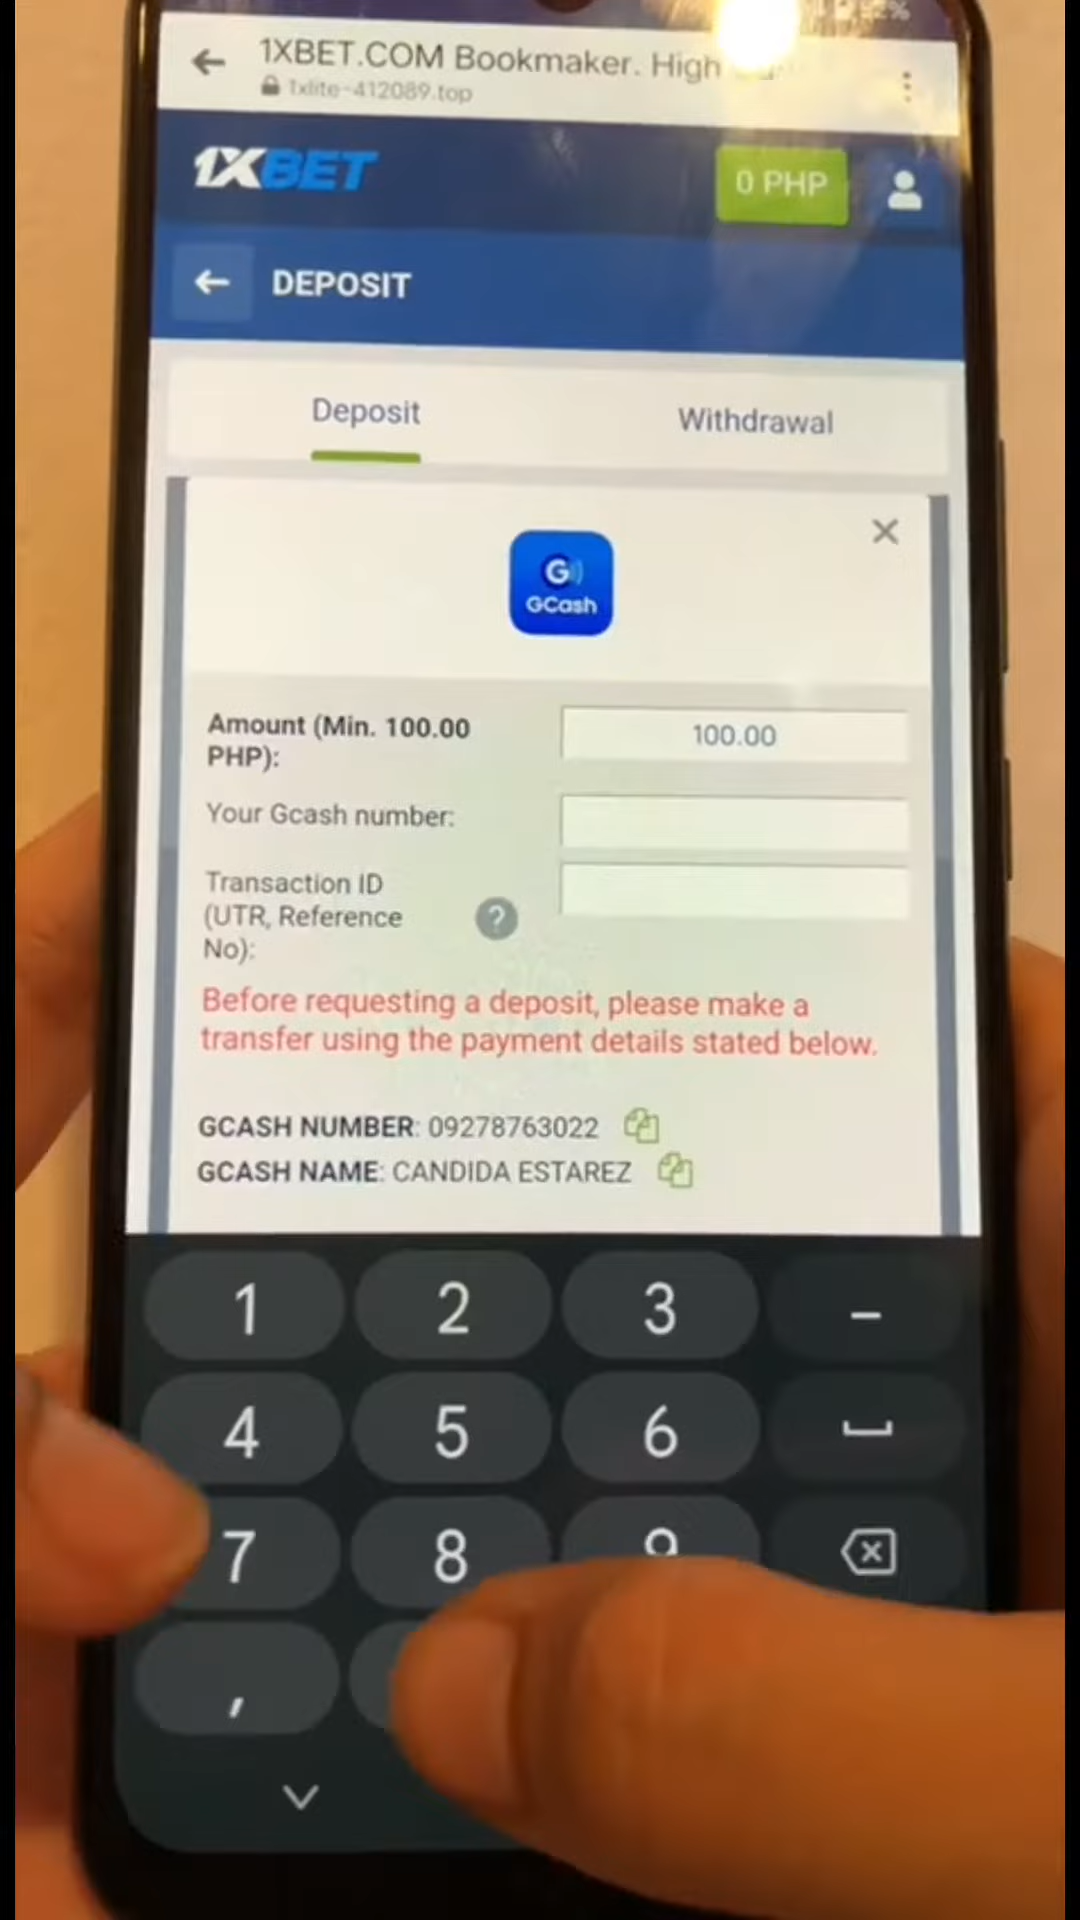 1XBET.COM Bookmaker. High
1xlite-412089.top
1XBET
0 PHP
DEPOSIT
Deposit
Withdrawal
G
GCash
Amount (Min. 100.00
PHP):
100.00
Your Gcash number:
Transaction ID
(UTR, Reference
No):
?
Before requesting a deposit, please make a
transfer using the payment details stated below.
GCASH NUMBER: 09278763022
GCASH NAME: CANDIDA ESTAREZ
1 2 3 –
4 5 6
7 8 9
,